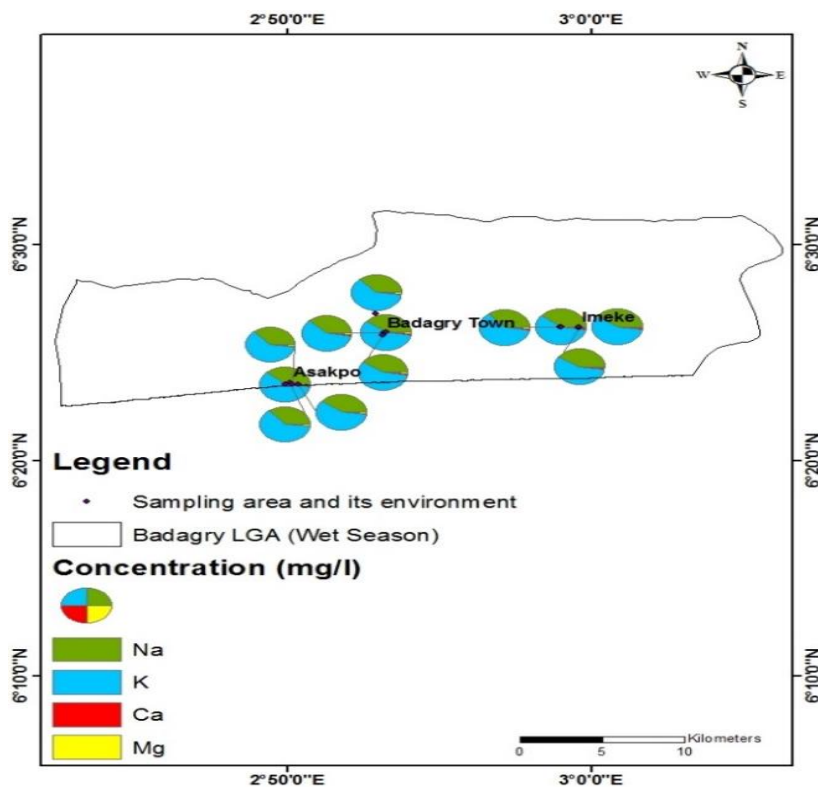 2°50'0"E 3°0'0"E
N
W E
S
6°30'0"N 6°30'0"N
Badagry Town Imeke
Asakpo
6°20'0"N 6°20'0"N
Legend
Sampling area and its environment
Badagry LGA (Wet Season)
Concentration (mg/l)
Na
K
6°10'0"N 6°10'0"N
Ca
Mg
Kilometers
0 5 10
2°50'0"E 3°0'0"E